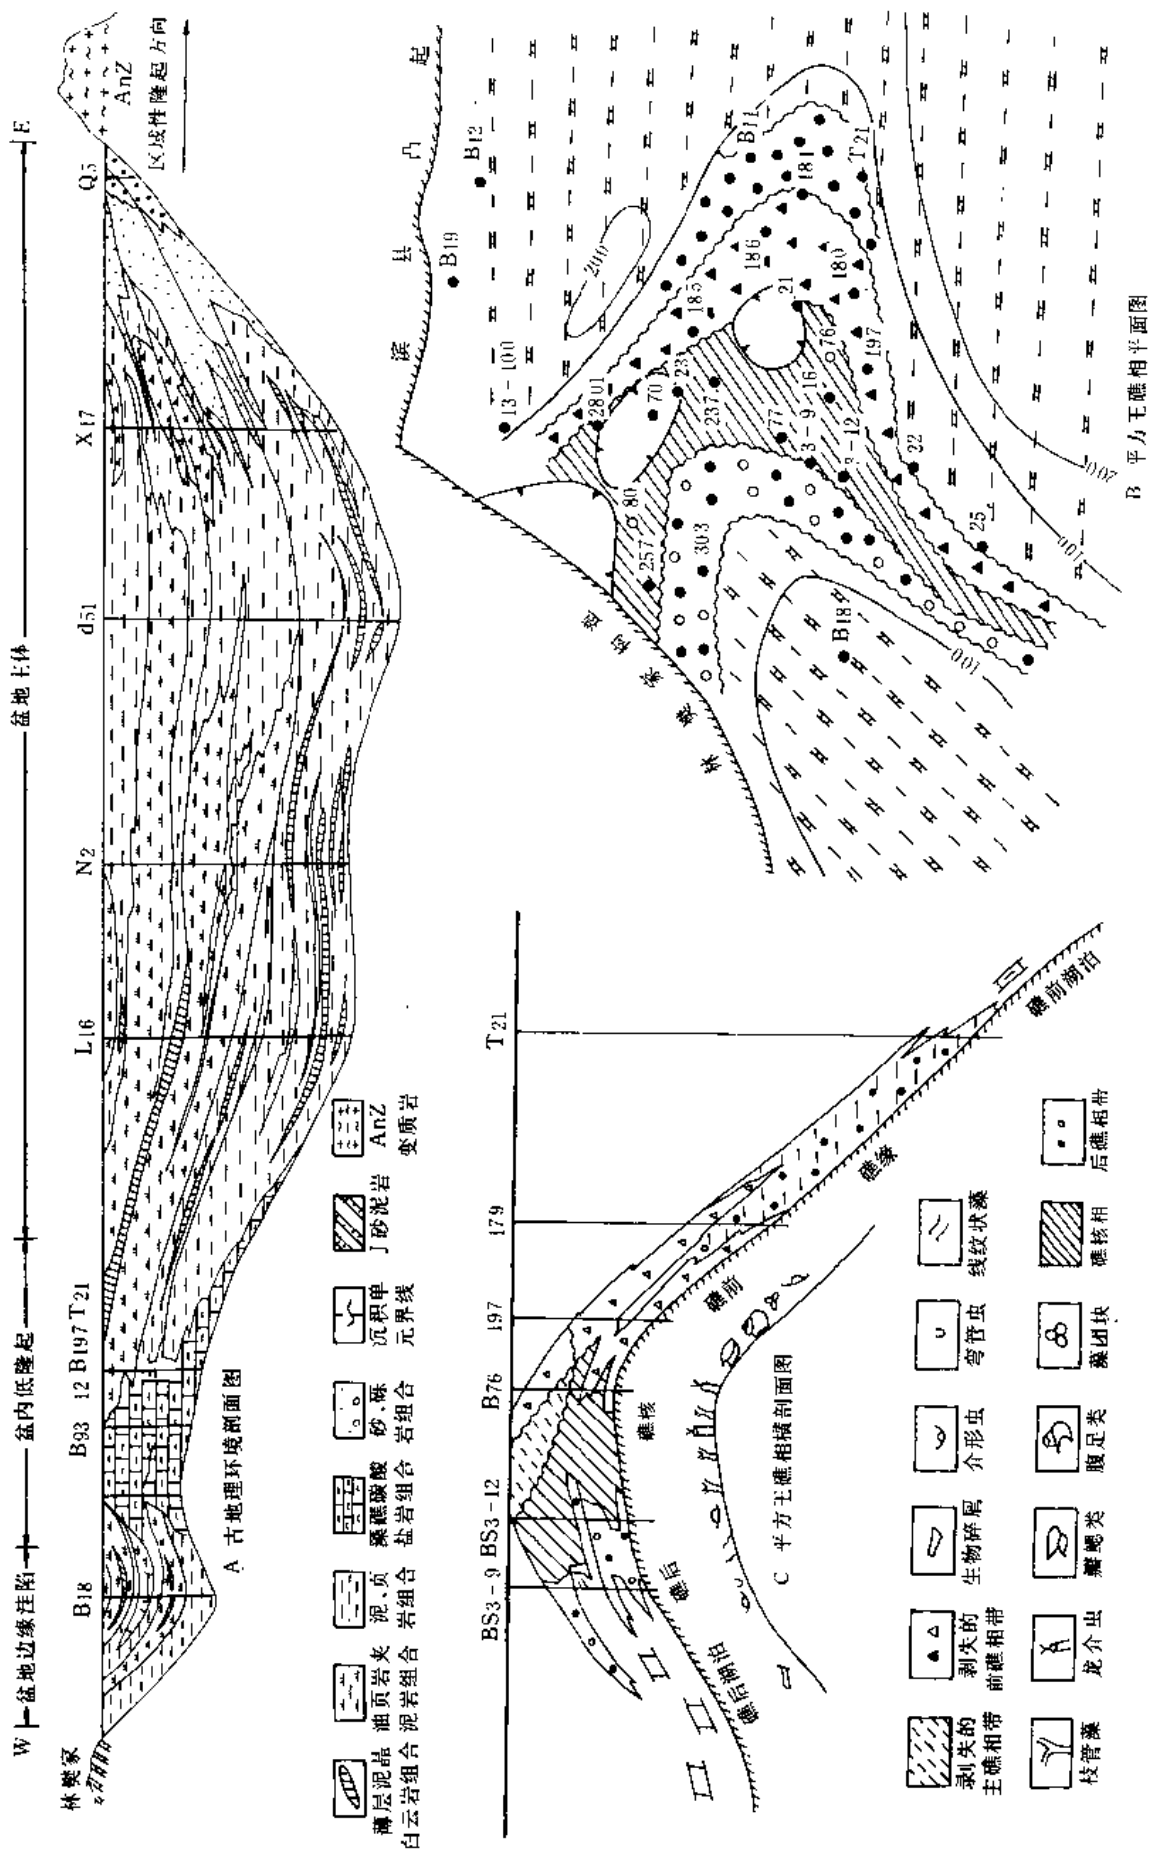 W
盆地边缘洼陷
盆内低隆起
盆地主体
E
林樊家
B18
B93
12
B197
T21
L16
N2
d51
X17
Q5
AnZ
区域性隆起方向
A 古地理环境剖面图
薄层泥晶
白云岩组合
油页岩夹
泥岩组合
泥、页
岩组合
藻礁碳酸
盐岩组合
砂、砾
岩组合
沉积单
元界线
J砂泥岩
AnZ
变质岩
滨县凸起
B19
B12
13-100
200
2801
70
23
185
186
181
B11
T21
180
21
237
76
16
197
77
3-9
3-12
22
80
257
303
25
B18
100
100
200
林樊家构造
B 平方王礁相平面图
BS3-9
BS3-12
B76
197
179
T21
礁后湖泊
礁后
礁核
礁前
礁缘
礁前湖泊
C 平方王礁相横剖面图
剥失的
主礁相带
剥失的
前礁相带
生物碎屑
介形虫
弯管虫
线纹状藻
枝管藻
龙介虫
瓣鳃类
腹足类
藻团块
礁核相
后礁相带